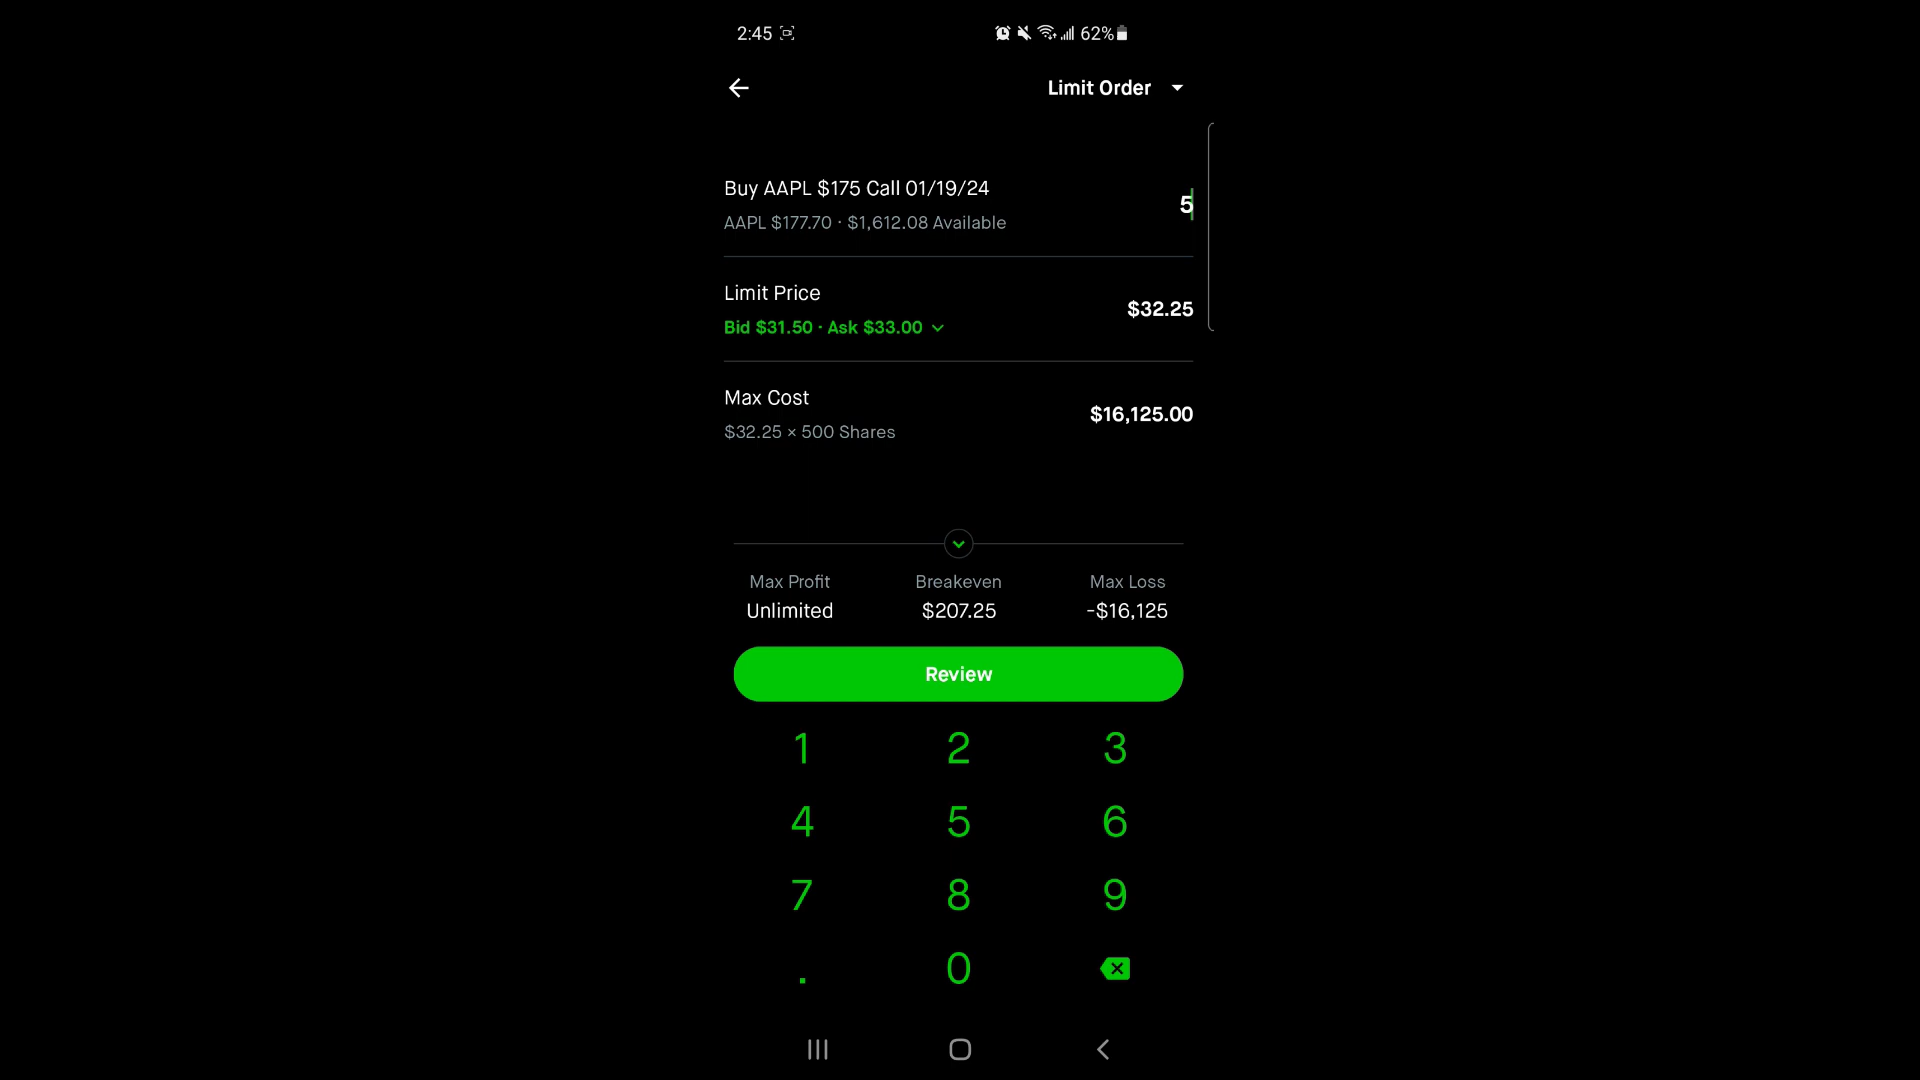 2:45
62%
Limit Order
Buy AAPL $175 Call 01/19/24
5
AAPL $177.70 · $1,612.08 Available
Limit Price
$32.25
Bid $31.50 · Ask $33.00
Max Cost
$16,125.00
$32.25 × 500 Shares
Max Profit Breakeven Max Loss
Unlimited $207.25 -$16,125
Review
1 2 3
4 5 6
7 8 9
. 0